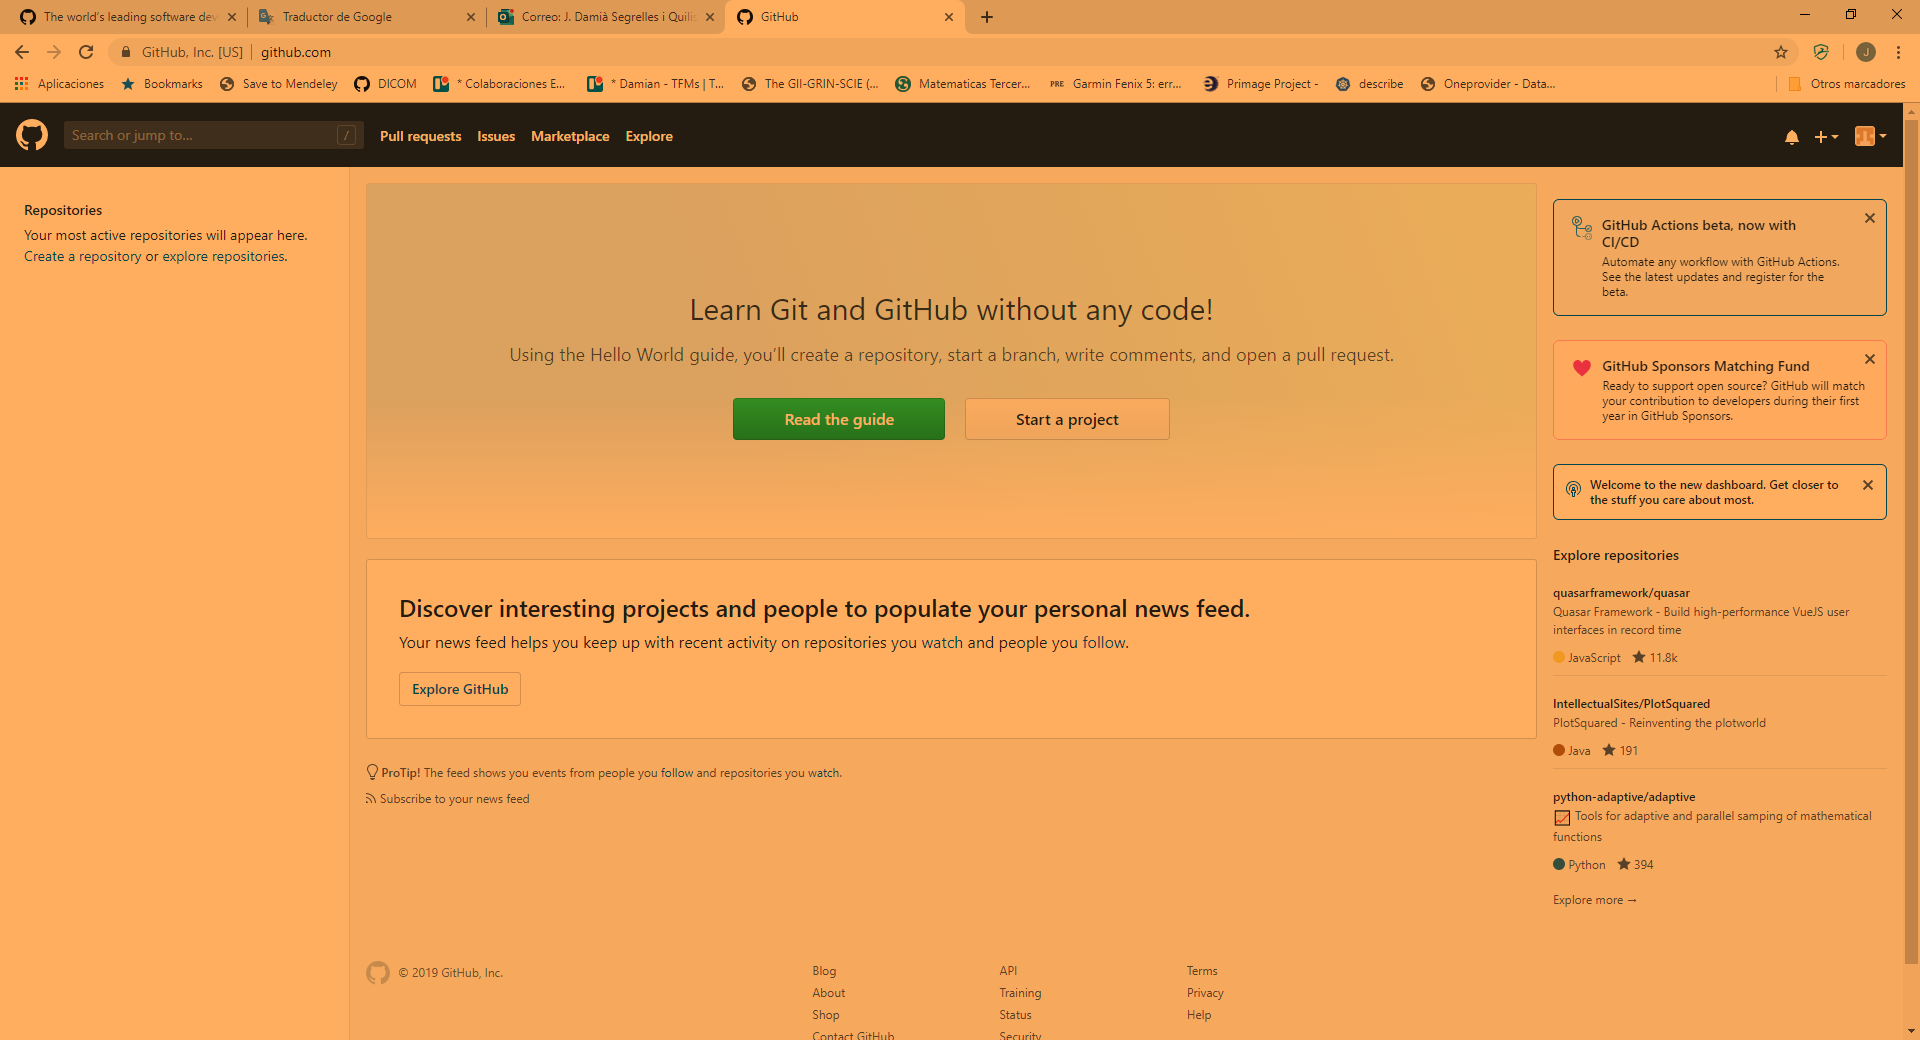 The world's leading software dev
Traductor de Google
Correo: J. Damià Segrelles i Quilis
GitHub
GitHub, Inc. [US]
github.com
J
Aplicaciones
Bookmarks
Save to Mendeley
DICOM
* Colaboraciones E...
* Damian - TFMs | T...
The GII-GRIN-SCIE (...
Matematicas Tercer...
PRE
Garmin Fenix 5: err...
Primage Project -
describe
Oneprovider - Data...
Otros marcadores
Search or jump to...
/
Pull requests
Issues
Marketplace
Explore
Repositories
Your most active repositories will appear here.
Create a repository or explore repositories.
Learn Git and GitHub without any code!
Using the Hello World guide, you’ll create a repository, start a branch, write comments, and open a pull request.
Read the guide
Start a project
Discover interesting projects and people to populate your personal news feed.
Your news feed helps you keep up with recent activity on repositories you watch and people you follow.
Explore GitHub
ProTip! The feed shows you events from people you follow and repositories you watch.
Subscribe to your news feed
GitHub Actions beta, now with
CI/CD
Automate any workflow with GitHub Actions.
See the latest updates and register for the
beta.
GitHub Sponsors Matching Fund
Ready to support open source? GitHub will match
your contribution to developers during their first
year in GitHub Sponsors.
Welcome to the new dashboard. Get closer to
the stuff you care about most.
Explore repositories
quasarframework/quasar
Quasar Framework - Build high-performance VueJS user
interfaces in record time
JavaScript
11.8k
IntellectualSites/PlotSquared
PlotSquared - Reinventing the plotworld
Java
191
python-adaptive/adaptive
Tools for adaptive and parallel samping of mathematical
functions
Python
394
Explore more →
© 2019 GitHub, Inc.
Blog
About
Shop
Contact GitHub
API
Training
Status
Security
Terms
Privacy
Help